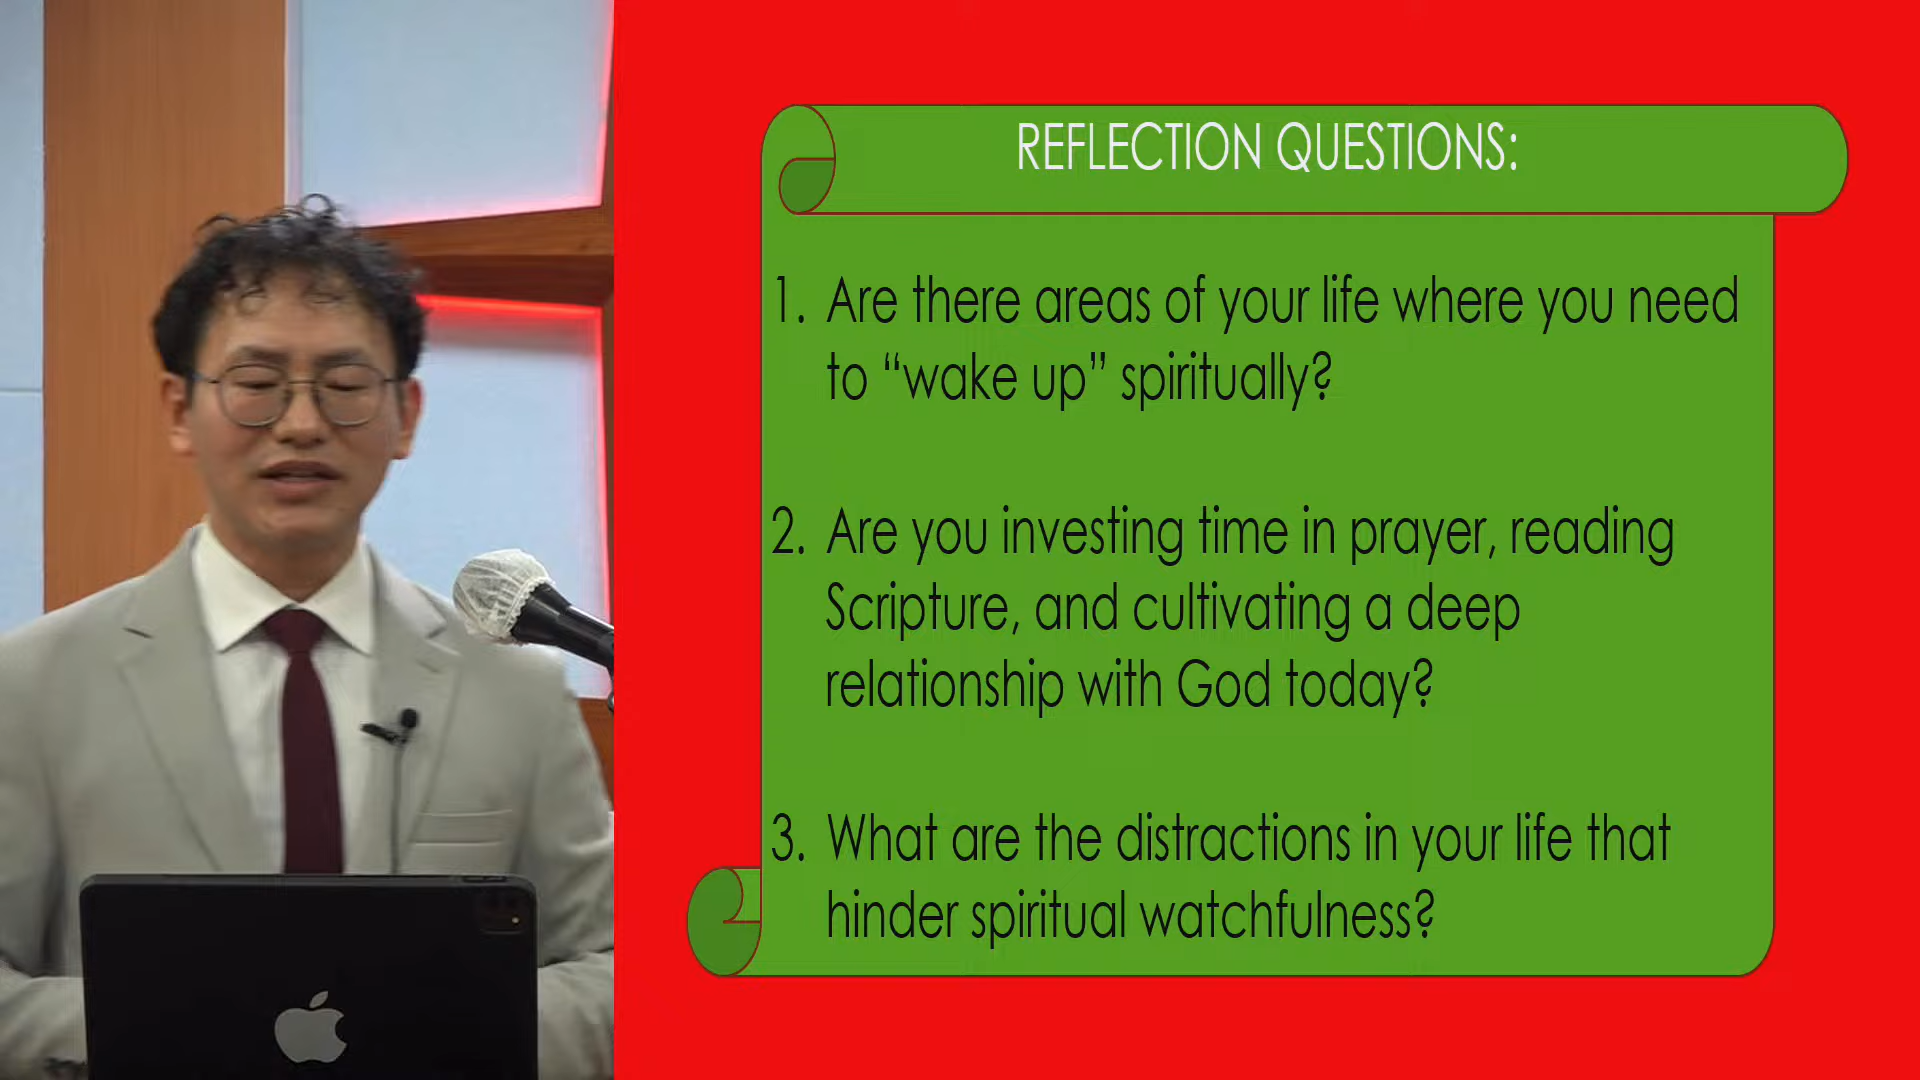 REFLECTION QUESTIONS:
1. Are there areas of your life where you need
to “wake up” spiritually?
2. Are you investing time in prayer, reading
Scripture, and cultivating a deep
relationship with God today?
3. What are the distractions in your life that
hinder spiritual watchfulness?